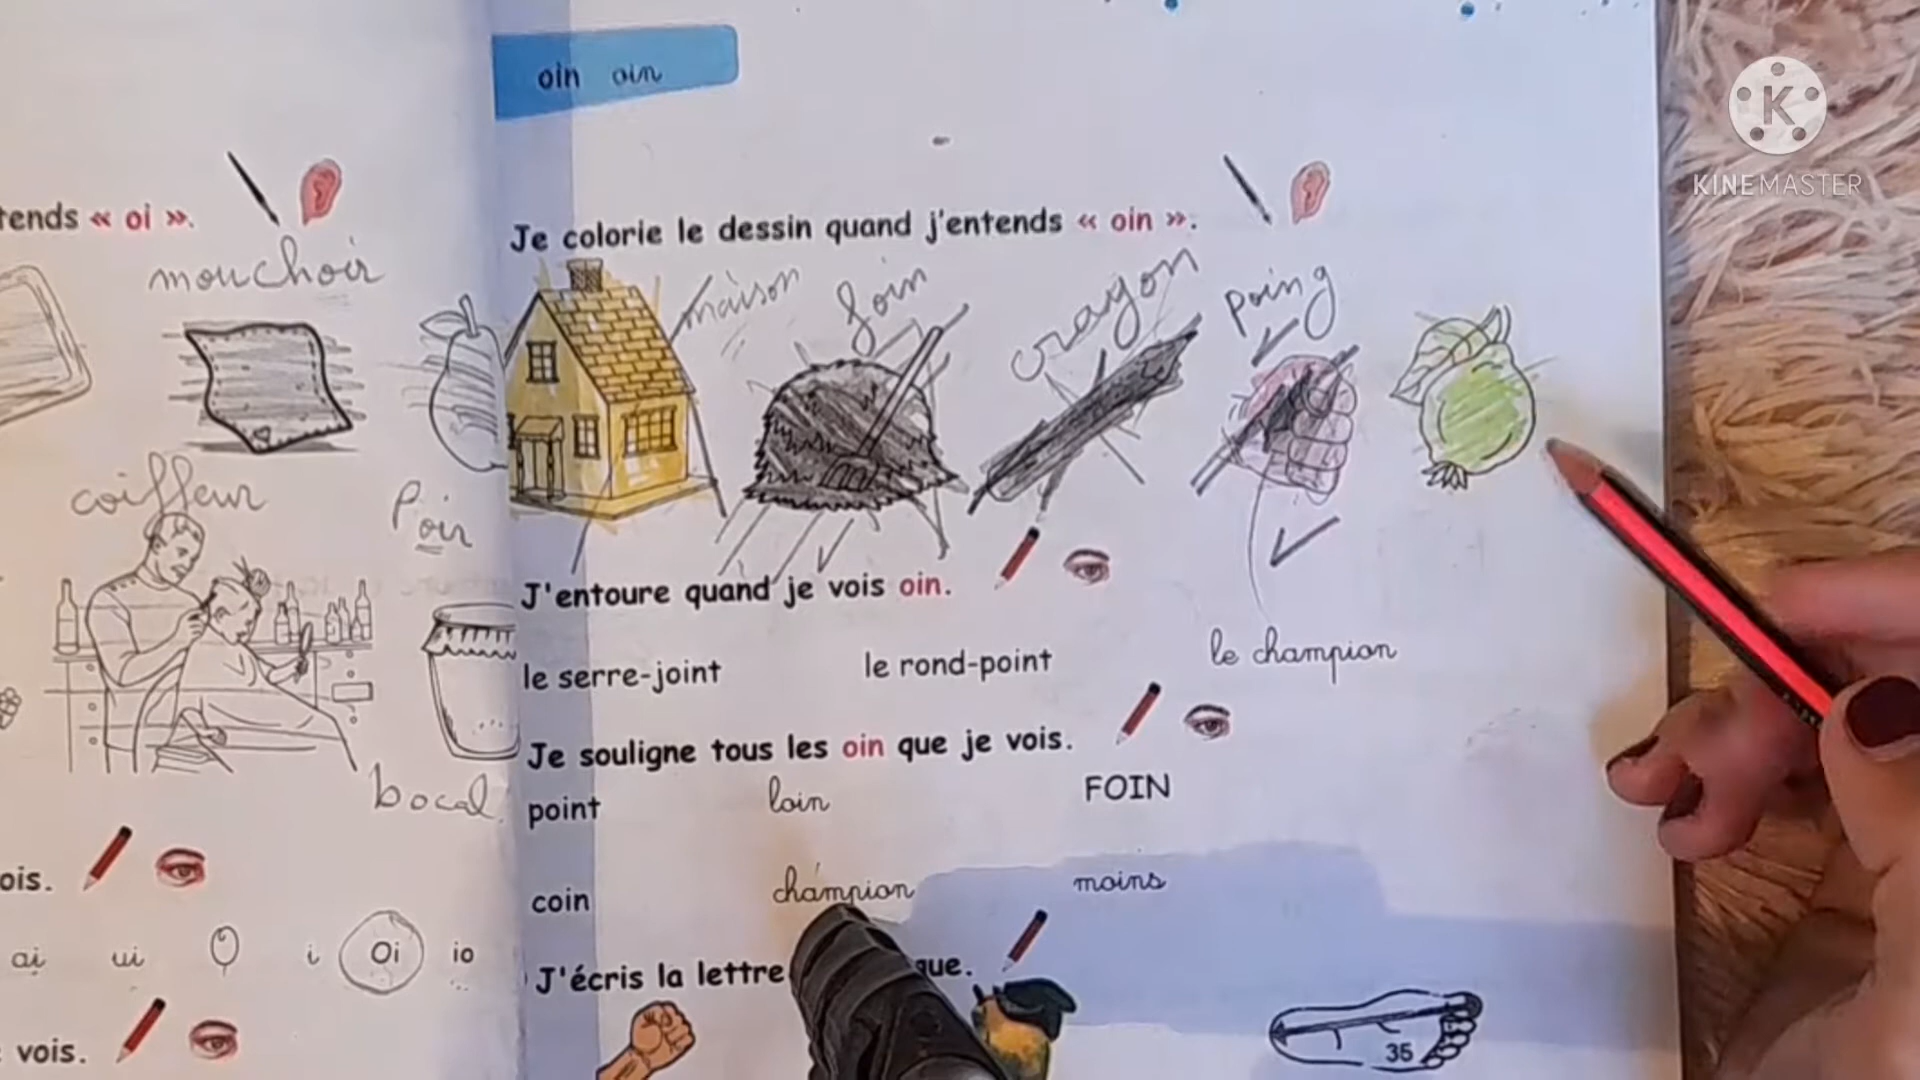 tends « oi ».
mouchoir
coiffeur
Poir
bocal
ois.
ai ui O i Oi io
vois.
oin oin
Je colorie le dessin quand j'entends « oin ».
maison foin crayon poing
J'entoure quand je vois oin.
le serre-joint le rond-point le champion
Je souligne tous les oin que je vois.
point loin FOIN
coin champion moins
J'écris la lettre que.
35
K
KINEMASTER